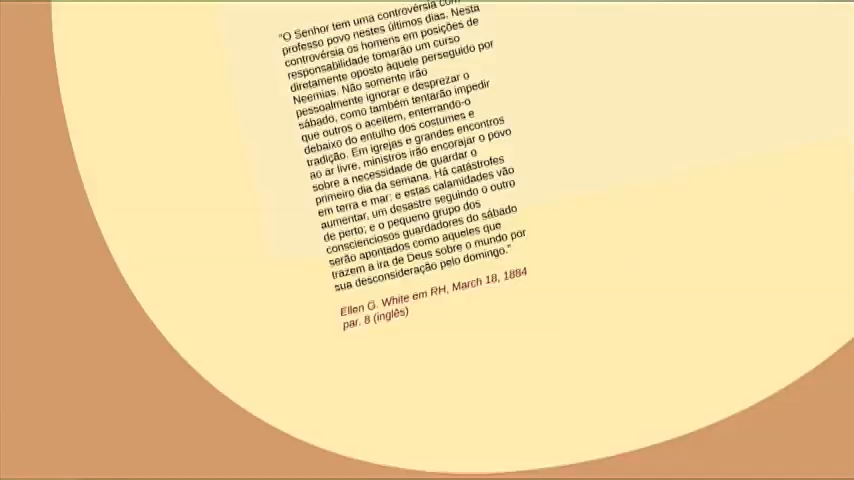 "O Senhor tem uma controvérsia com
professo povo nestes últimos dias. Nesta
controvérsia os homens em posições de
responsabilidade tomarão um curso
diretamente oposto àquele perseguido por
Neemias. Não somente irão
pessoalmente ignorar e desprezar o
sábado, como também tentarão impedir
que outros o aceitem, enterrando-o
debaixo do entulho dos costumes e
tradição. Em igrejas e grandes encontros
ao ar livre, ministros irão encorajar o povo
sobre a necessidade de guardar o
primeiro dia da semana. Há catástrofes
em terra e mar: e estas calamidades vão
aumentar, um desastre seguindo o outro
de perto; e o pequeno grupo dos
conscienciosos guardadores do sábado
serão apontados como aqueles que
trazem a ira de Deus sobre o mundo por
sua desconsideração pelo domingo."
Ellen G. White em RH, March 18, 1884
par. 8 (inglês)